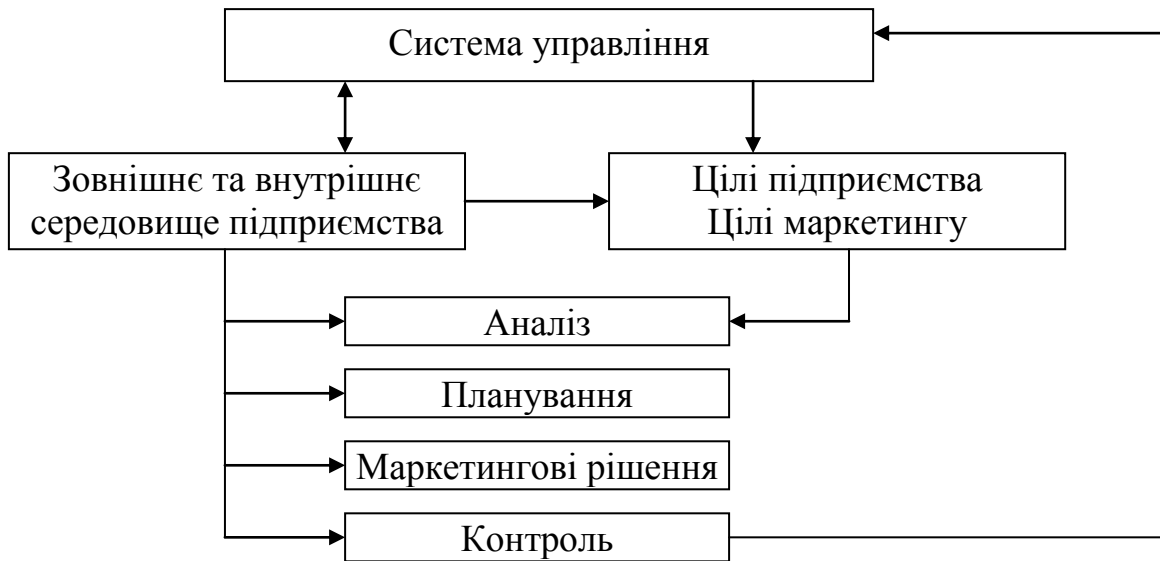 Система управління
Зовнішнє та внутрішнє
середовище підприємства
Цілі підприємства
Цілі маркетингу
Аналіз
Планування
Маркетингові рішення
Контроль